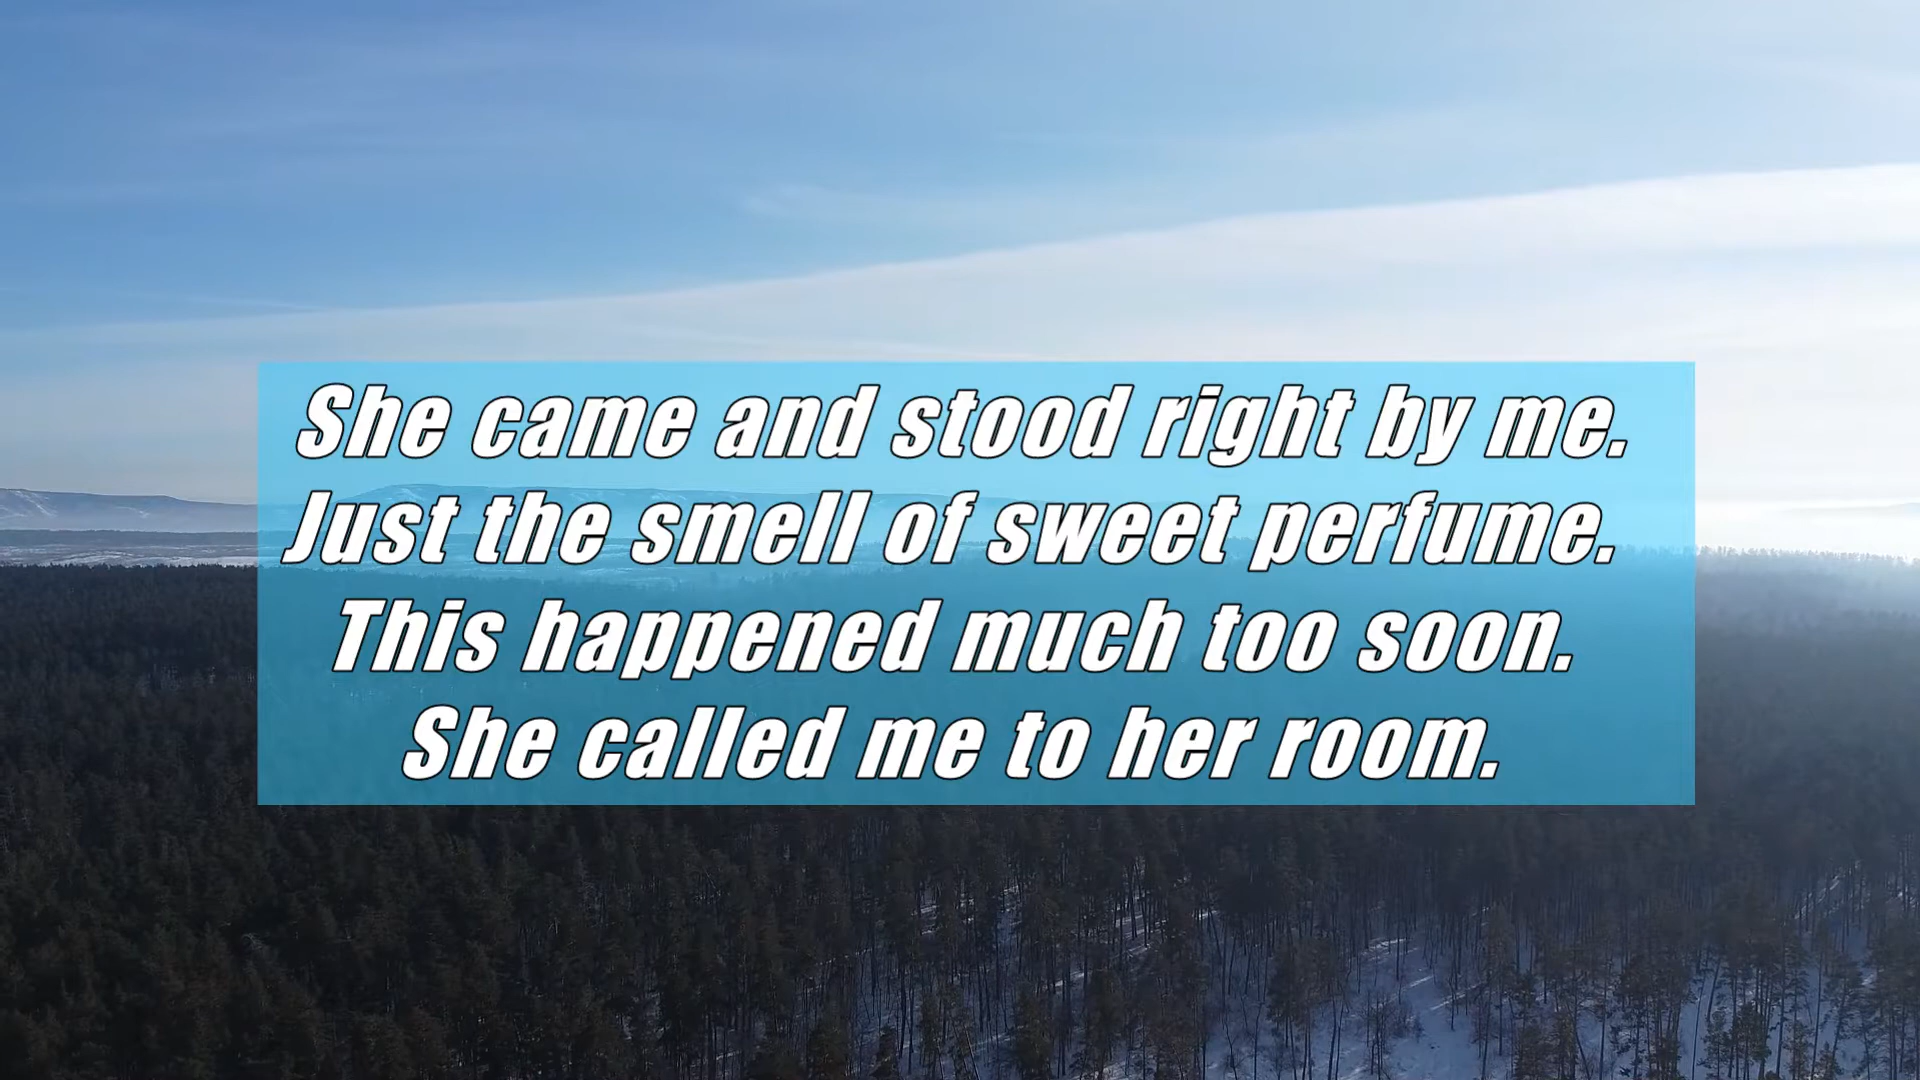 She came and stood right by me.
Just the smell of sweet perfume.
This happened much too soon.
She called me to her room.